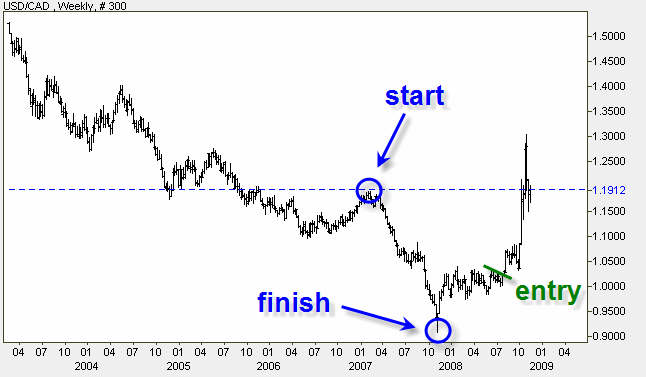 USD/CAD , Weekly, # 300
1.5000
1.4500
1.4000
1.3500
start
1.3000
1.2500
1.1912
1.1500
1.1000
1.0500
entry
1.0000
finish
0.9500
0.9000
04 07 10 01 04 07 10 01 04 07 10 01 04 07 10 01 04 07 10 01 04 07 10 01 04
2004 2005 2006 2007 2008 2009